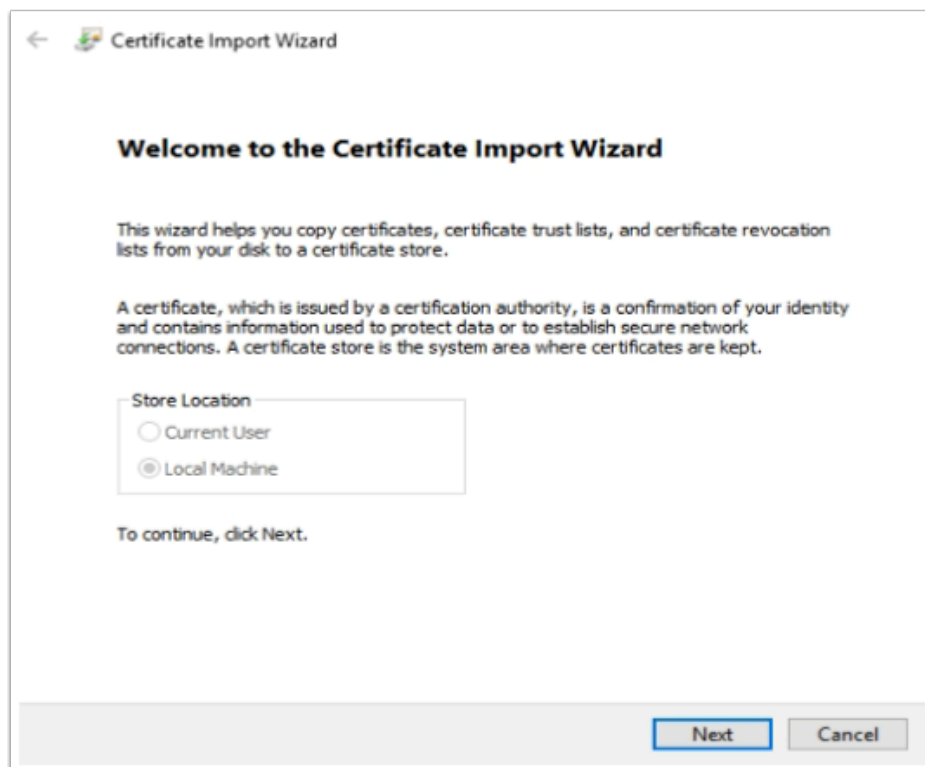 Certificate Import Wizard
Welcome to the Certificate Import Wizard
This wizard helps you copy certificates, certificate trust lists, and certificate revocation
lists from your disk to a certificate store.
A certificate, which is issued by a certification authority, is a confirmation of your identity
and contains information used to protect data or to establish secure network
connections. A certificate store is the system area where certificates are kept.
Store Location
Current User
Local Machine
To continue, click Next.
Next Cancel